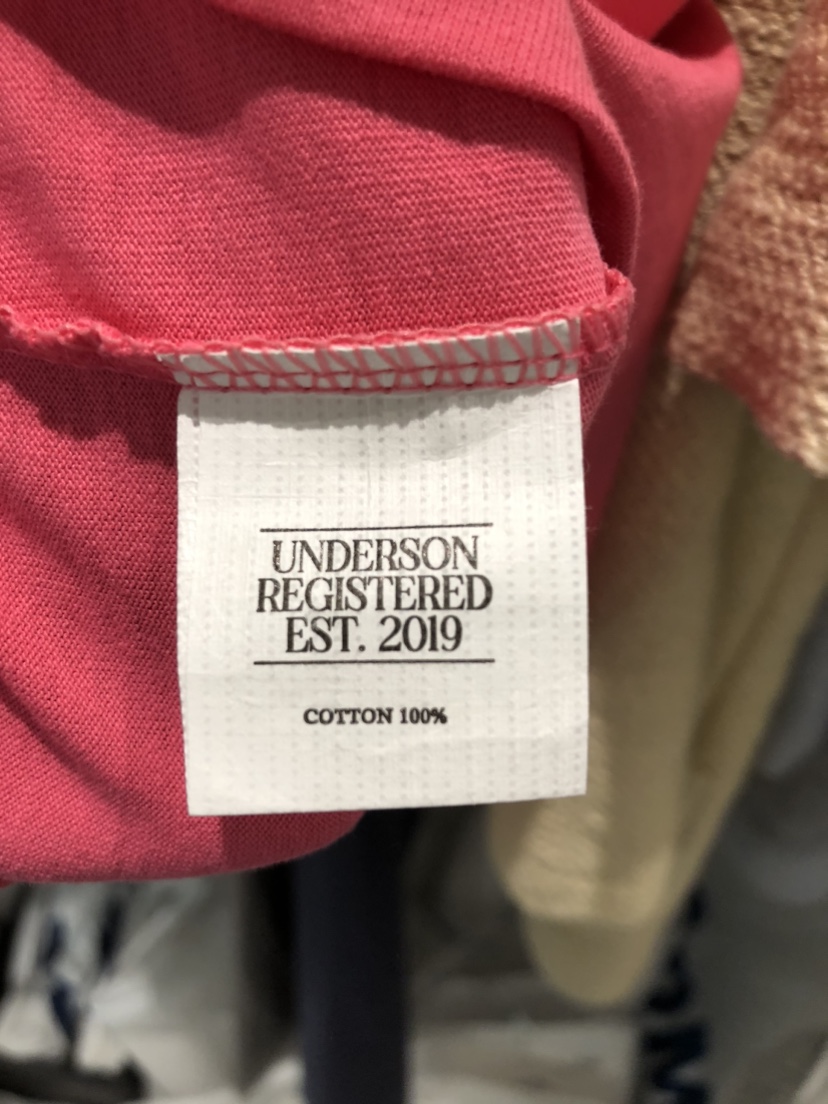 UNDERSON
REGISTERED
EST. 2019
COTTON 100%